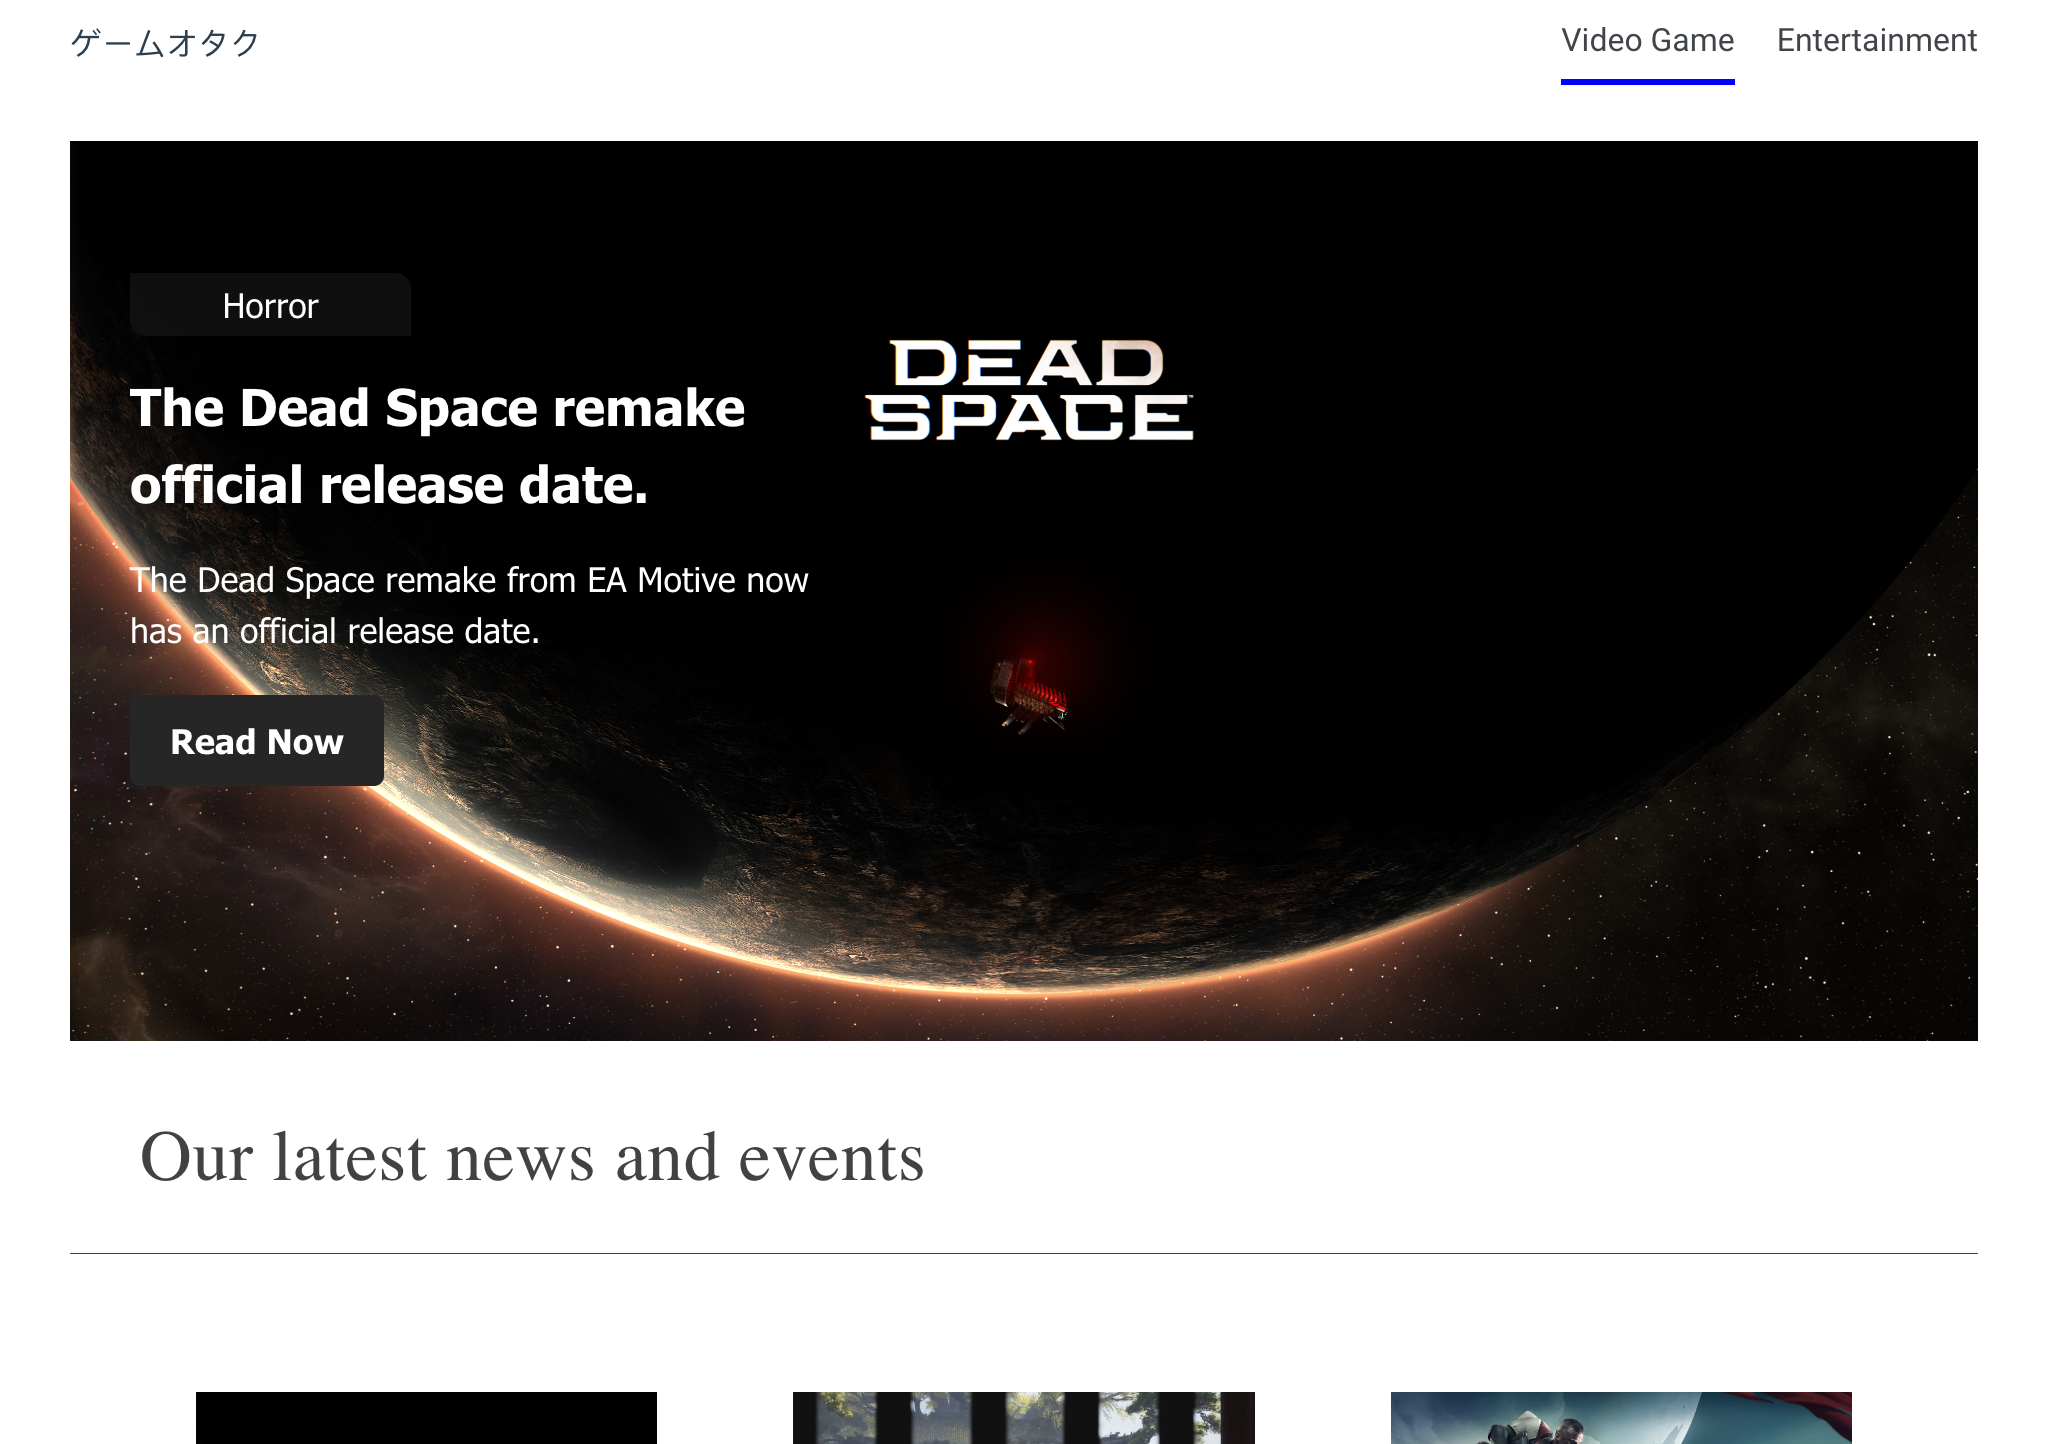 ゲームオタク
Video Game
Entertainment
Horror
DEAD
SPACE
The Dead Space remake
official release date.
The Dead Space remake from EA Motive now
has an official release date.
Read Now
Our latest news and events